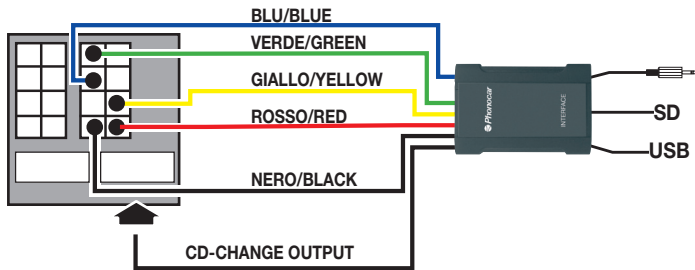 BLU/BLUE
VERDE/GREEN
GIALLO/YELLOW
ROSSO/RED
NERO/BLACK
CD-CHANGE OUTPUT
Phonocar
INTERFACE
SD
USB